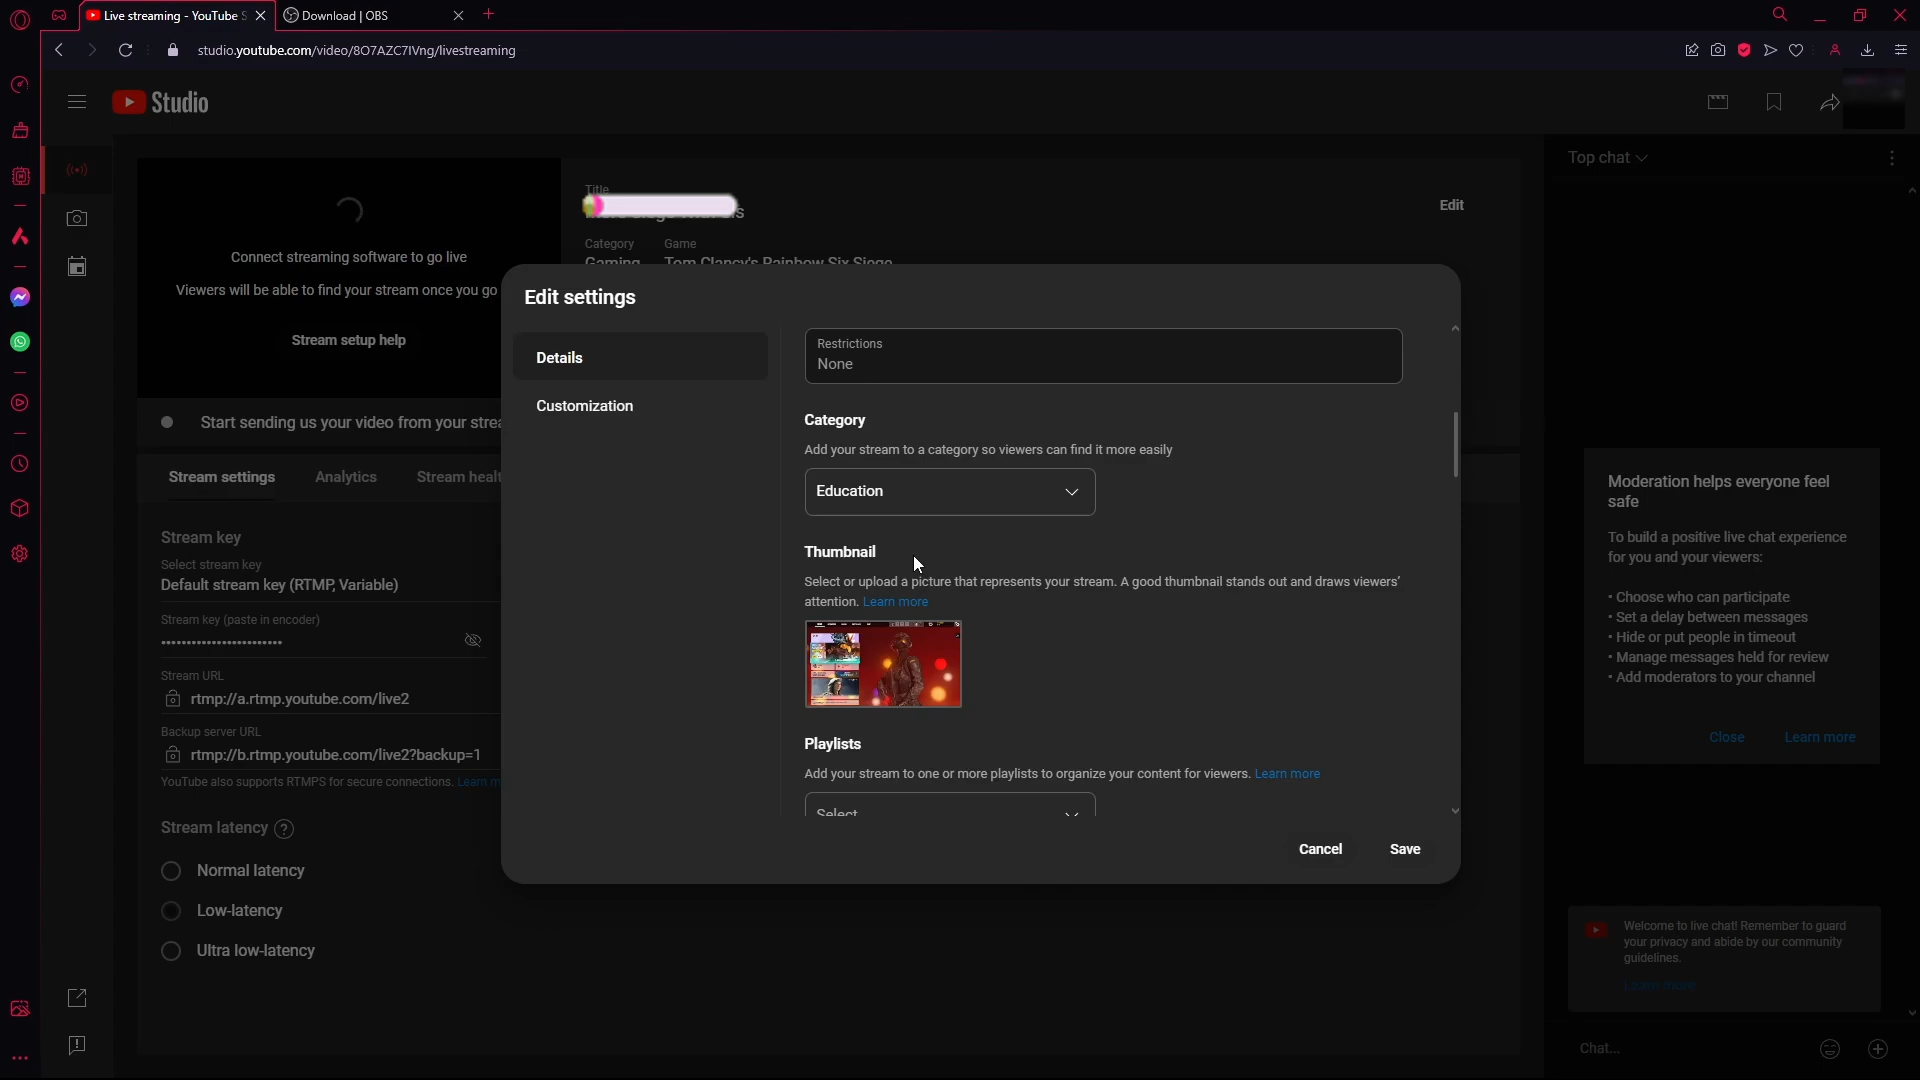 Live streaming - YouTube S
Download | OBS
studio.youtube.com/video/8O7AZC7IVng/livestreaming
Studio
Top chat
Connect streaming software to go live
Viewers will be able to find your stream once you go
Stream setup help
Title
Edit
Category
Game
Gaming
Tom Clancy's Rainbow Six Siege
Start sending us your video from your strea
Stream settings
Analytics
Stream healt
Stream key
Select stream key
Default stream key (RTMP, Variable)
Stream key (paste in encoder)
••••••••••••••••••••••••
Stream URL
rtmp://a.rtmp.youtube.com/live2
Backup server URL
rtmp://b.rtmp.youtube.com/live2?backup=1
YouTube also supports RTMPS for secure connections. Learn m
Stream latency
Normal latency
Low-latency
Ultra low-latency
Edit settings
Details
Customization
Restrictions
None
Category
Add your stream to a category so viewers can find it more easily
Education
Thumbnail
Select or upload a picture that represents your stream. A good thumbnail stands out and draws viewers'
attention. Learn more
Playlists
Add your stream to one or more playlists to organize your content for viewers. Learn more
Select
Cancel
Save
Moderation helps everyone feel
safe
To build a positive live chat experience
for you and your viewers:
• Choose who can participate
• Set a delay between messages
• Hide or put people in timeout
• Manage messages held for review
• Add moderators to your channel
Close
Learn more
Welcome to live chat! Remember to guard
your privacy and abide by our community
guidelines.
Learn more
Chat...